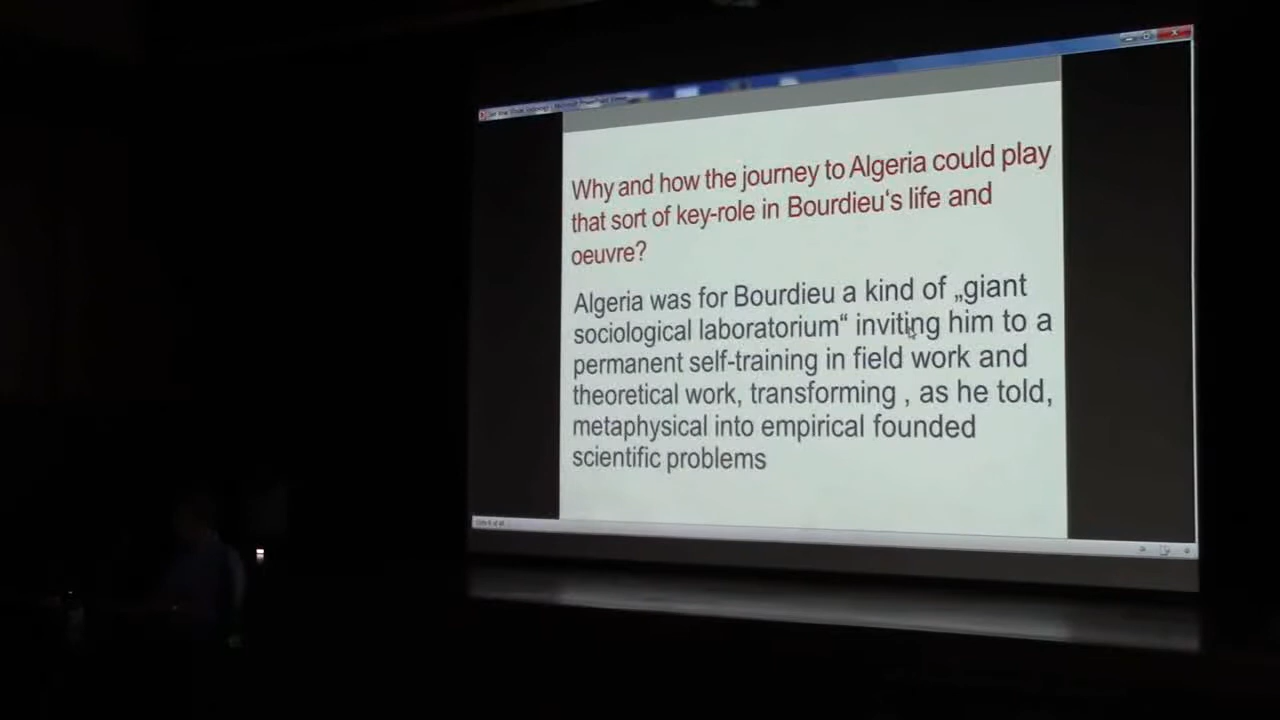 Why and how the journey to Algeria could play
that sort of key-role in Bourdieu‘s life and
oeuvre?
Algeria was for Bourdieu a kind of „giant
sociological laboratorium“ inviting him to a
permanent self-training in field work and
theoretical work, transforming , as he told,
metaphysical into empirical founded
scientific problems